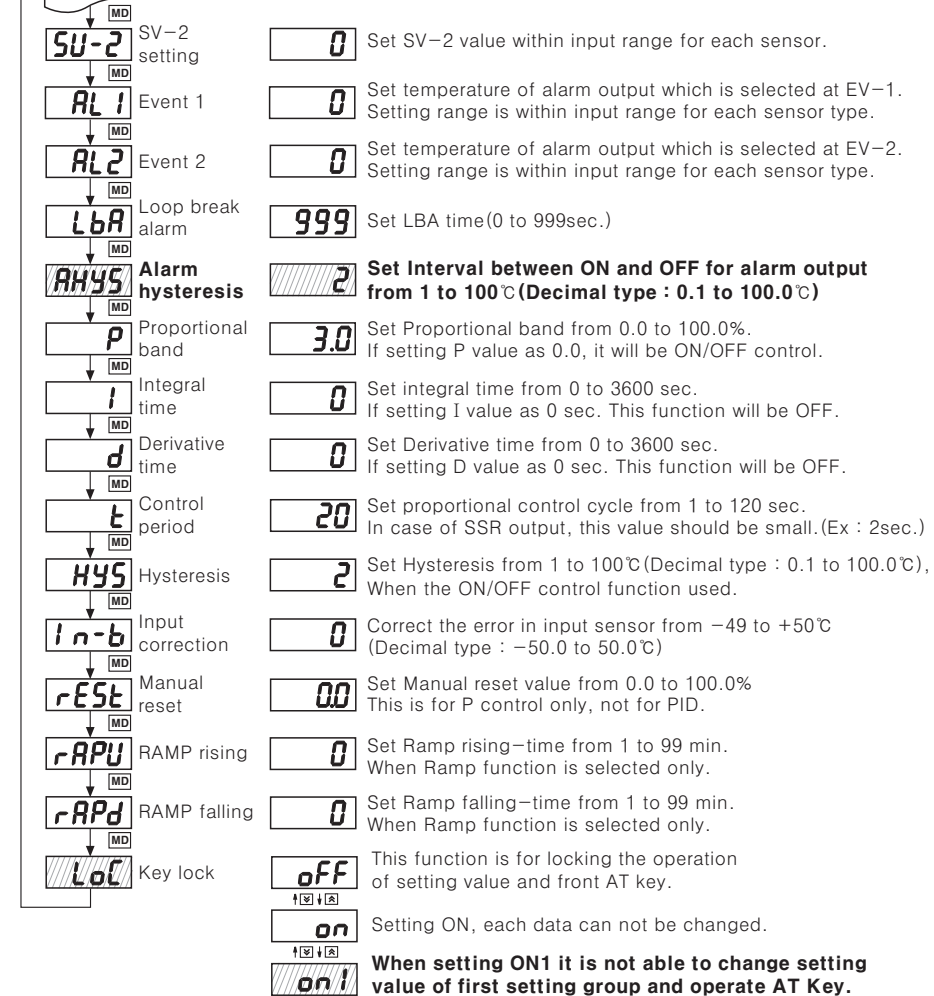 MD
SU-2 SV-2 setting 0 Set SV-2 value within input range for each sensor.
MD
AL 1 Event 1 0 Set temperature of alarm output which is selected at EV-1.
Setting range is within input range for each sensor type.
MD
AL2 Event 2 0 Set temperature of alarm output which is selected at EV-2.
Setting range is within input range for each sensor type.
MD
LbA Loop break alarm 999 Set LBA time(0 to 999sec.)
MD
AHYS Alarm hysteresis 2 Set Interval between ON and OFF for alarm output
from 1 to 100℃(Decimal type : 0.1 to 100.0℃)
MD
P Proportional band 3.0 Set Proportional band from 0.0 to 100.0%.
If setting P value as 0.0, it will be ON/OFF control.
MD
I Integral time 0 Set integral time from 0 to 3600 sec.
If setting I value as 0 sec. This function will be OFF.
MD
d Derivative time 0 Set Derivative time from 0 to 3600 sec.
If setting D value as 0 sec. This function will be OFF.
MD
t Control period 20 Set proportional control cycle from 1 to 120 sec.
In case of SSR output, this value should be small.(Ex : 2sec.)
MD
HYS Hysteresis 2 Set Hysteresis from 1 to 100℃(Decimal type : 0.1 to 100.0℃),
When the ON/OFF control function used.
MD
In-b Input correction 0 Correct the error in input sensor from -49 to +50℃
(Decimal type : -50.0 to 50.0℃)
MD
rESt Manual reset 0.0 Set Manual reset value from 0.0 to 100.0%
This is for P control only, not for PID.
MD
rAPU RAMP rising 0 Set Ramp rising-time from 1 to 99 min.
When Ramp function is selected only.
MD
rAPd RAMP falling 0 Set Ramp falling-time from 1 to 99 min.
When Ramp function is selected only.
MD
LoC Key lock oFF This function is for locking the operation
of setting value and front AT key.
on Setting ON, each data can not be changed.
on1 When setting ON1 it is not able to change setting
value of first setting group and operate AT Key.